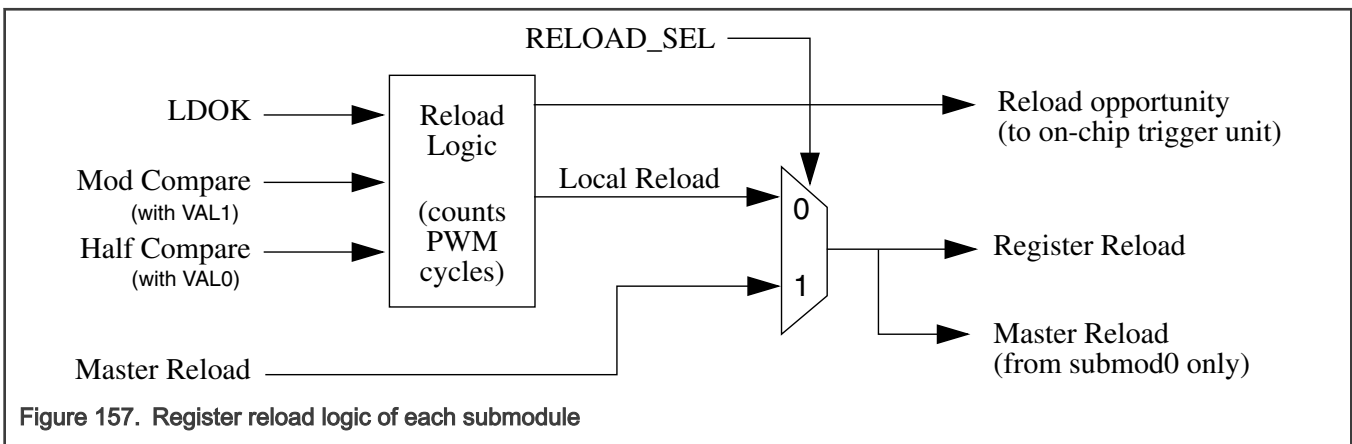 RELOAD_SEL
LDOK
Reload
Logic
Reload opportunity
(to on-chip trigger unit)
Mod Compare
(with VAL1)
Local Reload
0
(counts
PWM
cycles)
Half Compare
(with VAL0)
Register Reload
1
Master Reload
Master Reload
(from submod0 only)
Figure 157. Register reload logic of each submodule